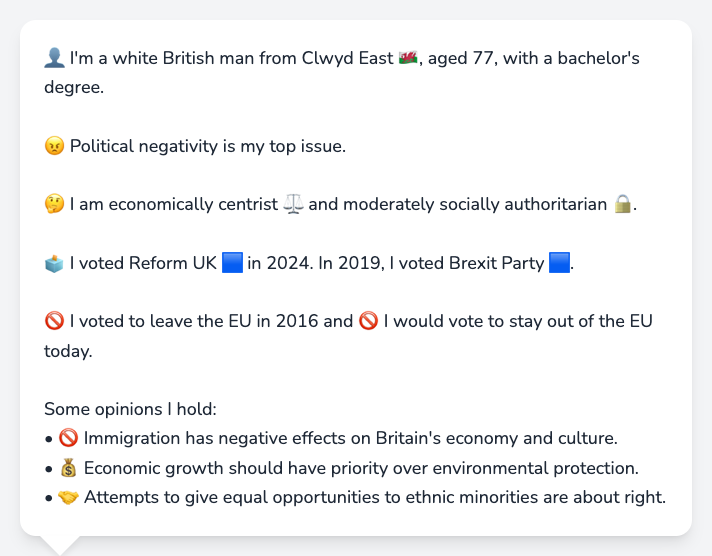 👤 I'm a white British man from Clwyd East 🏴󠁧󠁢󠁷󠁬󠁳󠁿, aged 77, with a bachelor's
degree.
😠 Political negativity is my top issue.
🤔 I am economically centrist ⚖️ and moderately socially authoritarian 🔒.
🗳️ I voted Reform UK 🟦 in 2024. In 2019, I voted Brexit Party 🟦.
🚫 I voted to leave the EU in 2016 and 🚫 I would vote to stay out of the EU
today.
Some opinions I hold:
• 🚫 Immigration has negative effects on Britain's economy and culture.
• 💰 Economic growth should have priority over environmental protection.
• 🤝 Attempts to give equal opportunities to ethnic minorities are about right.